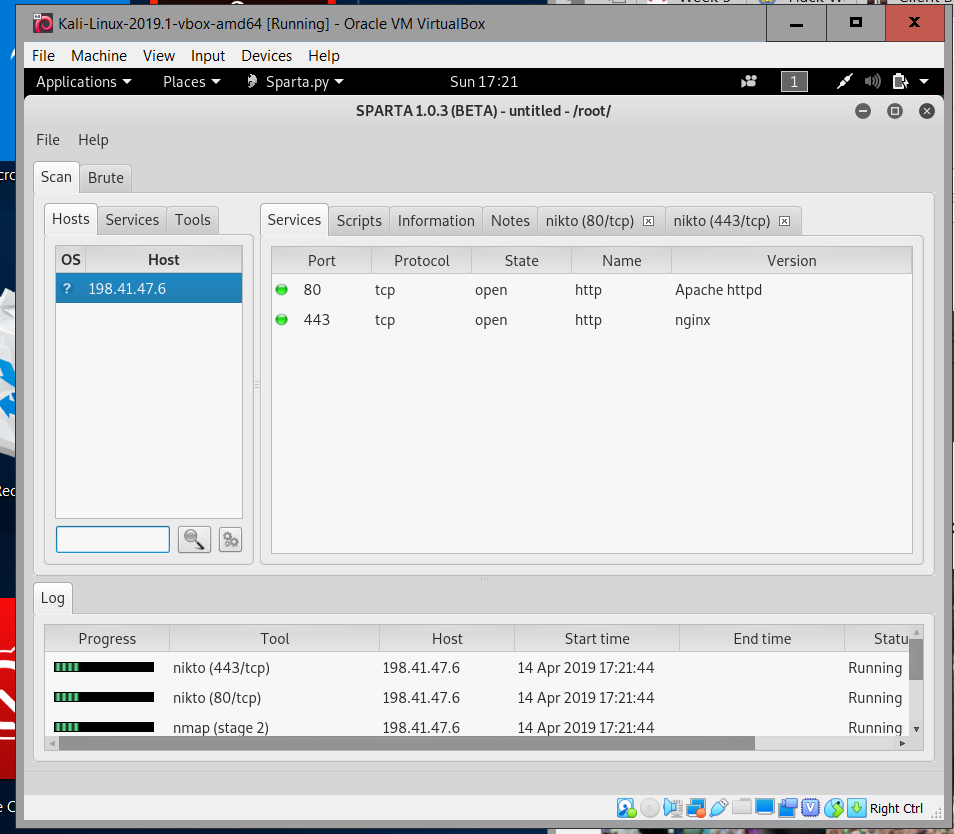 Kali-Linux-2019.1-vbox-amd64 [Running] - Oracle VM VirtualBox
File Machine View Input Devices Help
Applications Places Sparta.py Sun 17:21 1
SPARTA 1.0.3 (BETA) - untitled - /root/
File Help
Scan Brute
Hosts Services Tools Services Scripts Information Notes nikto (80/tcp) nikto (443/tcp)
OS Host Port Protocol State Name Version
? 198.41.47.6 80 tcp open http Apache httpd
443 tcp open http nginx
Log
Progress Tool Host Start time End time Statu
nikto (443/tcp) 198.41.47.6 14 Apr 2019 17:21:44 Running
nikto (80/tcp) 198.41.47.6 14 Apr 2019 17:21:44 Running
nmap (stage 2) 198.41.47.6 14 Apr 2019 17:21:44 Running
Right Ctrl